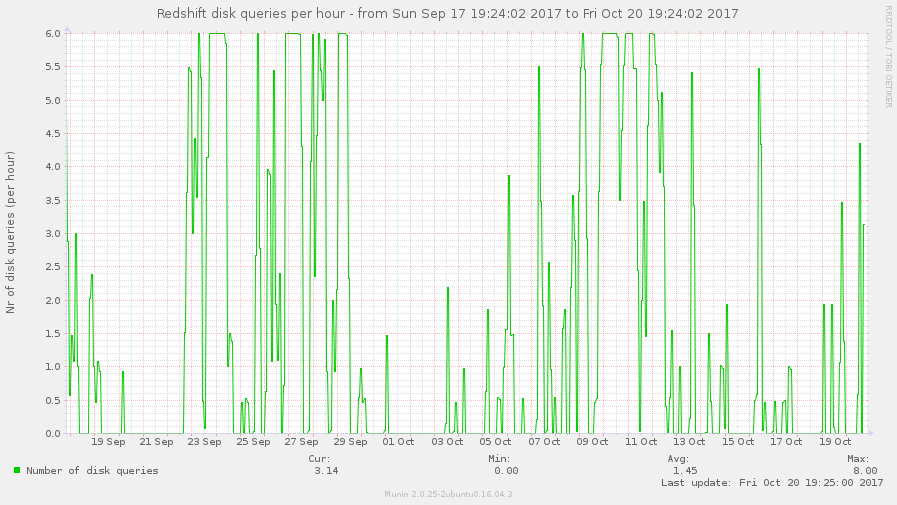 Redshift disk queries per hour - from Sun Sep 17 19:24:02 2017 to Fri Oct 20 19:24:02 2017
RRDTOOL / TOBI OETIKER
Nr of disk queries (per hour)
6.0
5.5
5.0
4.5
4.0
3.5
3.0
2.5
2.0
1.5
1.0
0.5
0.0
19 Sep 21 Sep 23 Sep 25 Sep 27 Sep 29 Sep 01 Oct 03 Oct 05 Oct 07 Oct 09 Oct 11 Oct 13 Oct 15 Oct 17 Oct 19 Oct
Cur: Min: Avg: Max:
Number of disk queries 3.14 0.00 1.45 8.00
Last update: Fri Oct 20 19:25:00 2017
Munin 2.0.25-2ubuntu0.16.04.3